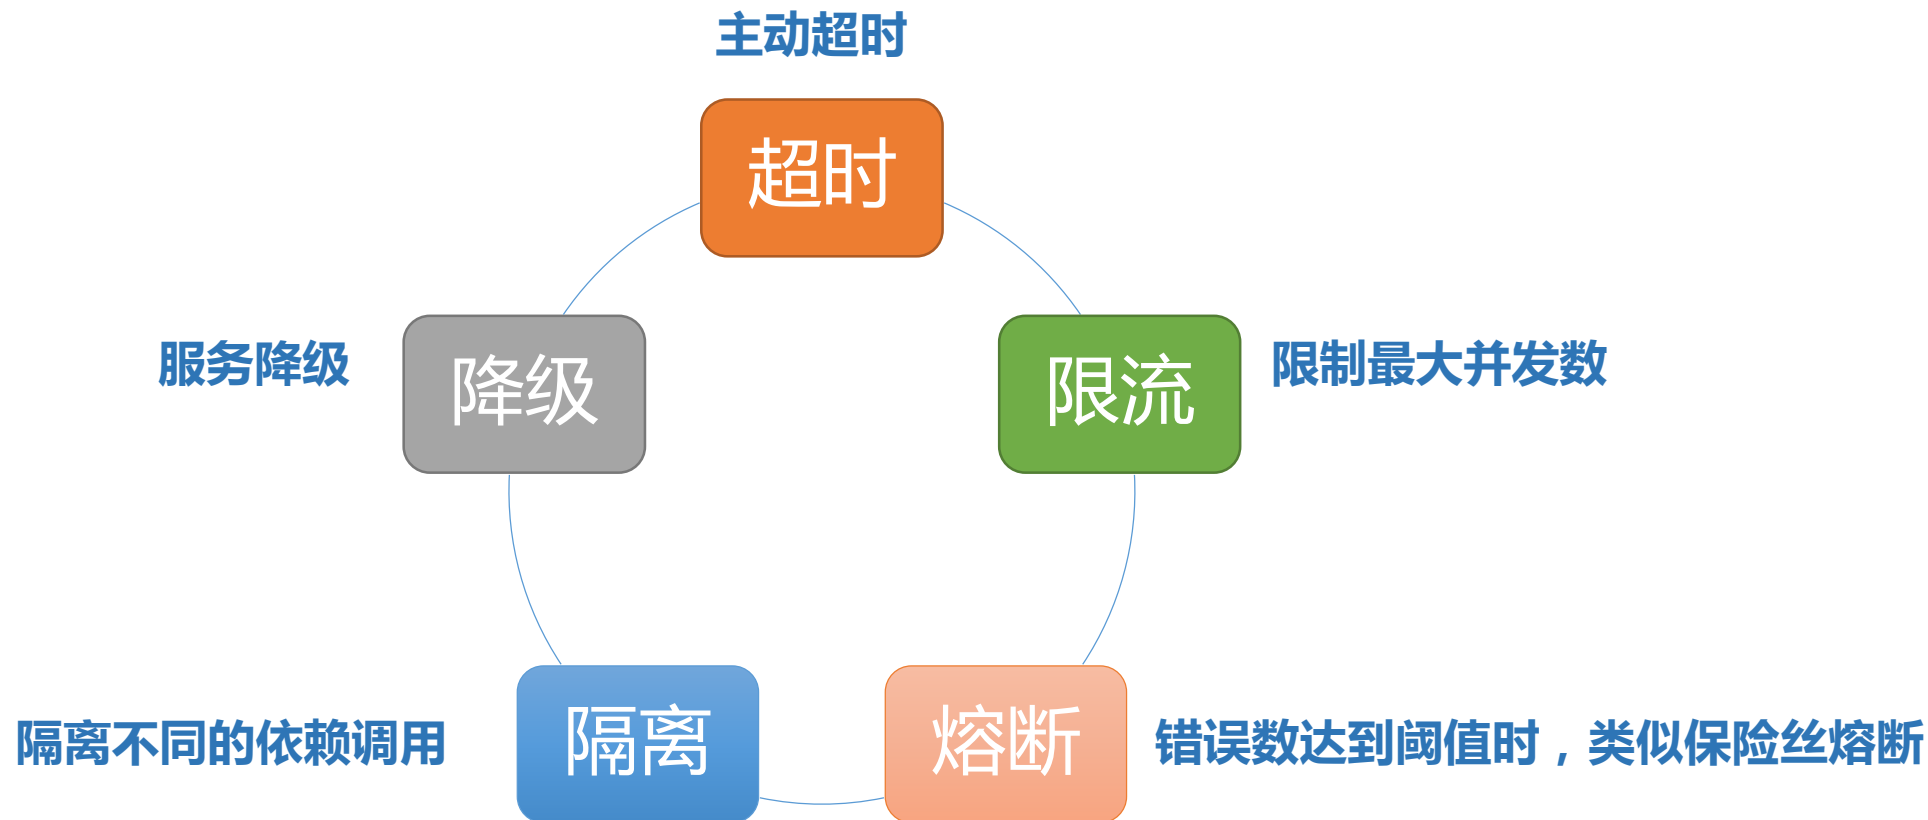 主动超时
超时
服务降级
降级
限流
限制最大并发数
隔离不同的依赖调用
隔离
熔断
错误数达到阈值时，类似保险丝熔断